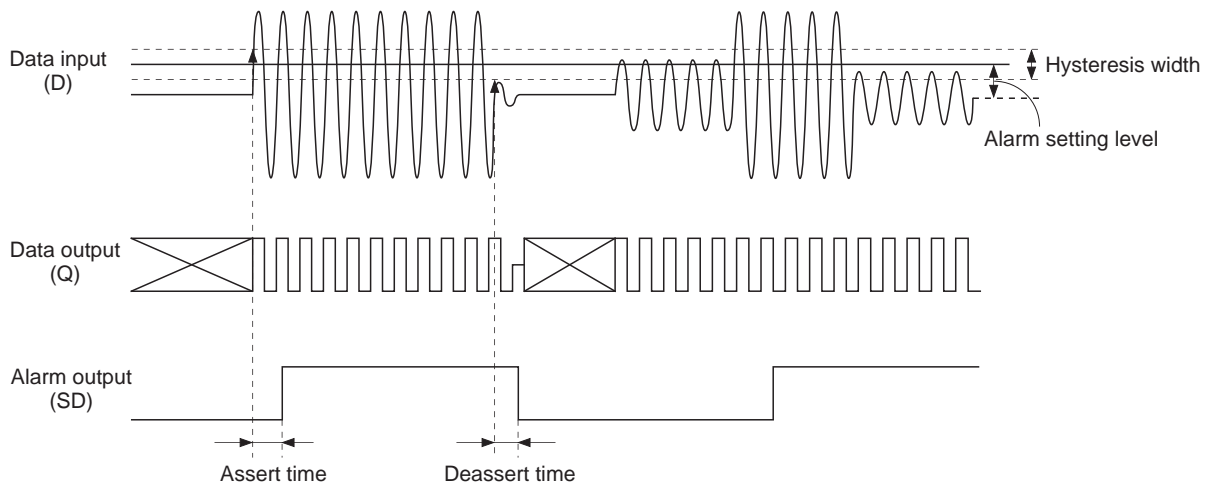 Data input
(D)
Hysteresis width
Alarm setting level
Data output
(Q)
Alarm output
(SD)
Assert time
Deassert time